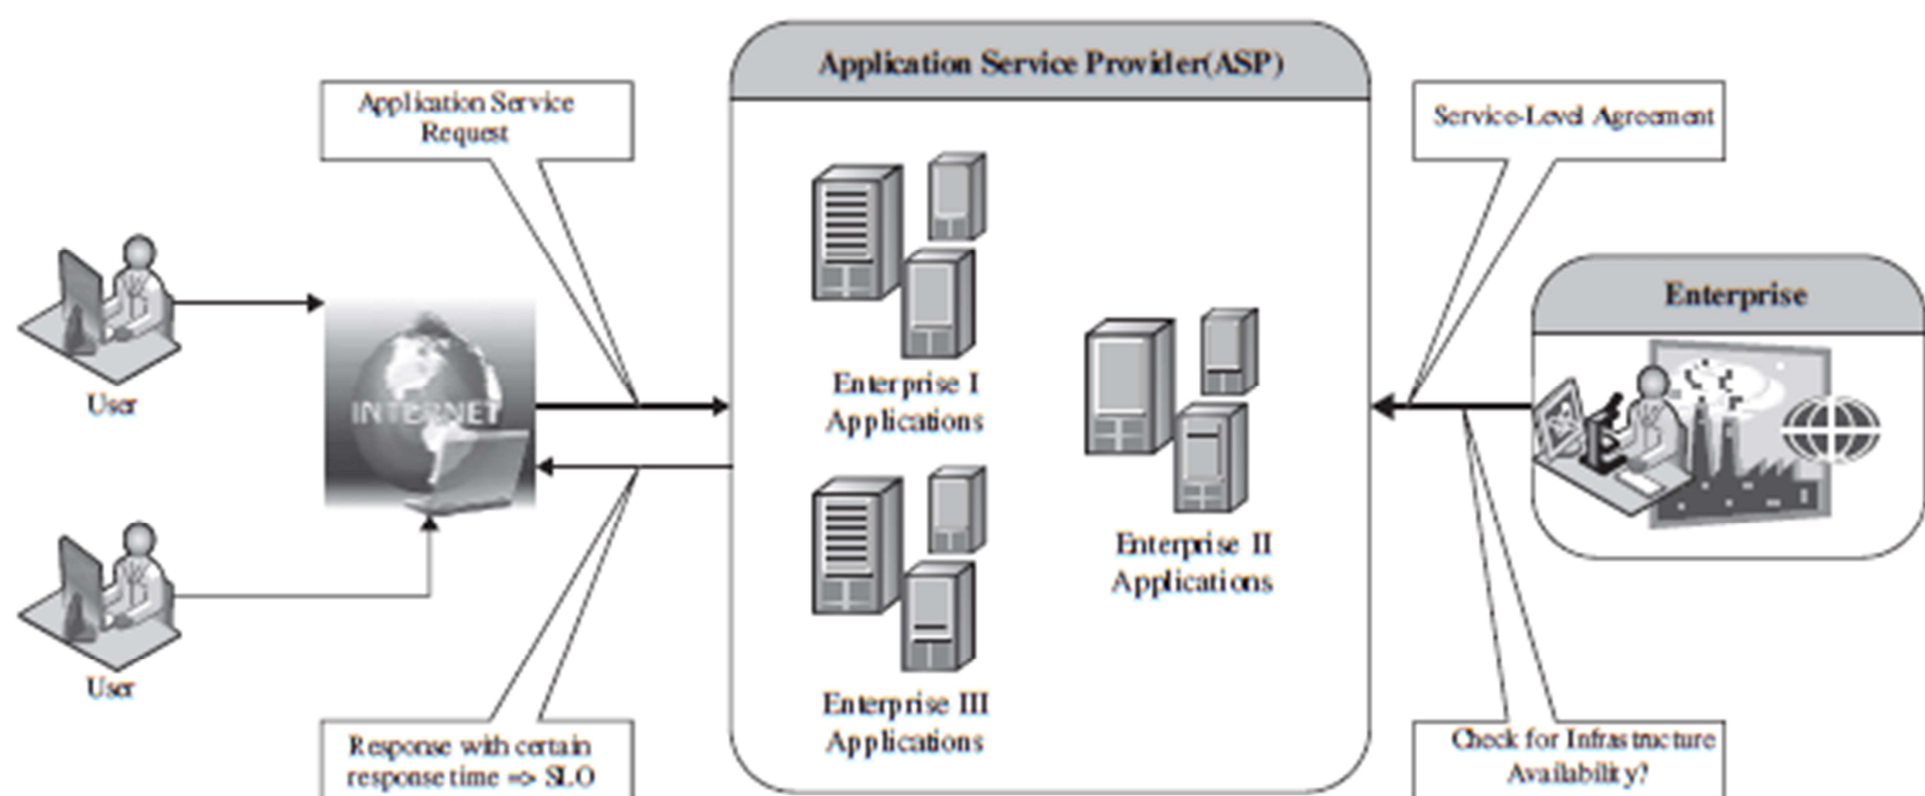 Application Service Provider(ASP)
Application Service
Request
Service-Level Agreement
Enterprise
User
INTERNET
Enterprise I
Applications
Enterprise II
Applications
User
Enterprise III
Applications
Response with certain
response time => SLO
Check for Infrastructure
Availability?